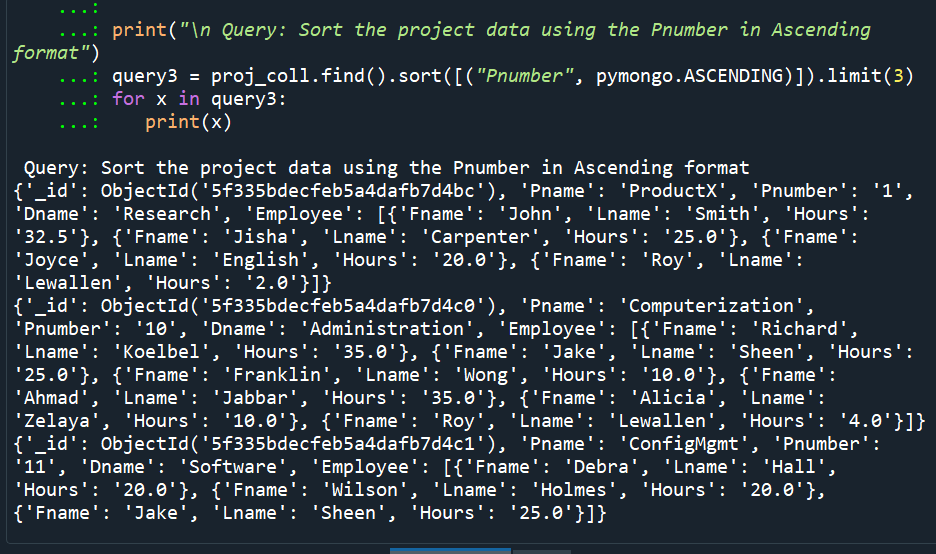 ...:
...: print("\n Query: Sort the project data using the Pnumber in Ascending
format")
...: query3 = proj_coll.find().sort([("Pnumber", pymongo.ASCENDING)]).limit(3)
...: for x in query3:
...:    print(x)

 Query: Sort the project data using the Pnumber in Ascending format
{'_id': ObjectId('5f335bdecfeb5a4dafb7d4bc'), 'Pname': 'ProductX', 'Pnumber': '1',
'Dname': 'Research', 'Employee': [{'Fname': 'John', 'Lname': 'Smith', 'Hours':
'32.5'}, {'Fname': 'Jisha', 'Lname': 'Carpenter', 'Hours': '25.0'}, {'Fname':
'Joyce', 'Lname': 'English', 'Hours': '20.0'}, {'Fname': 'Roy', 'Lname':
'Lewallen', 'Hours': '2.0'}]}
{'_id': ObjectId('5f335bdecfeb5a4dafb7d4c0'), 'Pname': 'Computerization',
'Pnumber': '10', 'Dname': 'Administration', 'Employee': [{'Fname': 'Richard',
'Lname': 'Koelbel', 'Hours': '35.0'}, {'Fname': 'Jake', 'Lname': 'Sheen', 'Hours':
'25.0'}, {'Fname': 'Franklin', 'Lname': 'Wong', 'Hours': '10.0'}, {'Fname':
'Ahmad', 'Lname': 'Jabbar', 'Hours': '35.0'}, {'Fname': 'Alicia', 'Lname':
'Zelaya', 'Hours': '10.0'}, {'Fname': 'Roy', 'Lname': 'Lewallen', 'Hours': '4.0'}]}
{'_id': ObjectId('5f335bdecfeb5a4dafb7d4c1'), 'Pname': 'ConfigMgmt', 'Pnumber':
'11', 'Dname': 'Software', 'Employee': [{'Fname': 'Debra', 'Lname': 'Hall',
'Hours': '20.0'}, {'Fname': 'Wilson', 'Lname': 'Holmes', 'Hours': '20.0'},
{'Fname': 'Jake', 'Lname': 'Sheen', 'Hours': '25.0'}]}